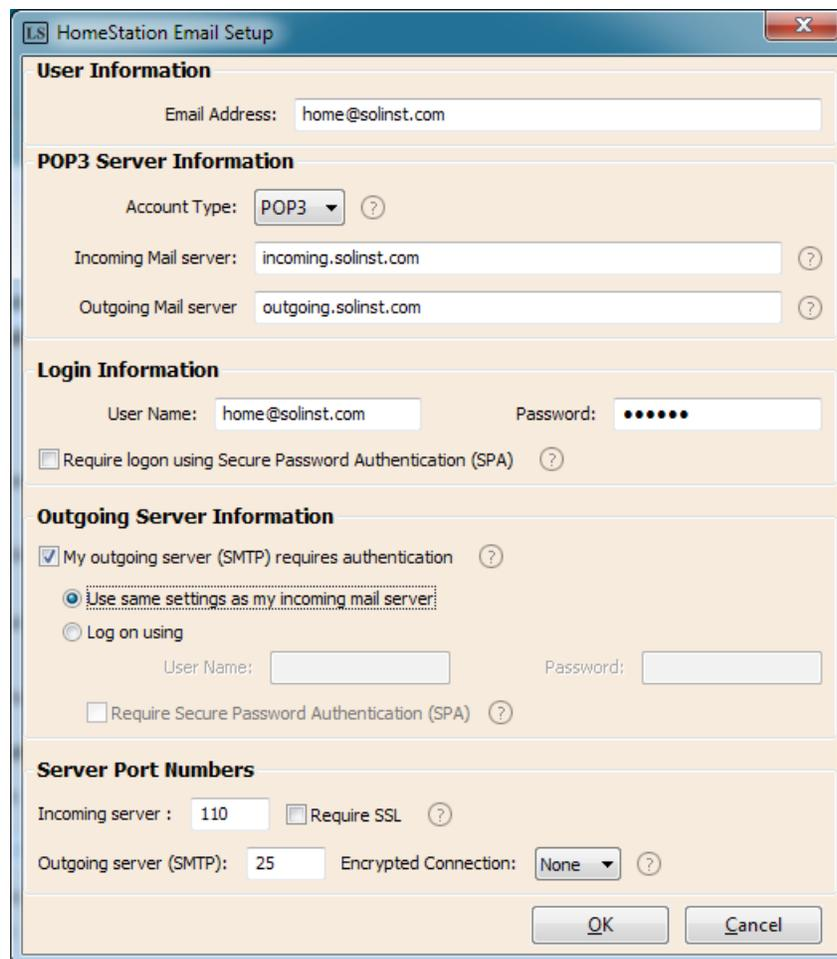 LS HomeStation Email Setup
User Information
Email Address: home@solinst.com
POP3 Server Information
Account Type: POP3 ?
Incoming Mail server: incoming.solinst.com ?
Outgoing Mail server outgoing.solinst.com ?
Login Information
User Name: home@solinst.com Password: ••••••
Require logon using Secure Password Authentication (SPA) ?
Outgoing Server Information
My outgoing server (SMTP) requires authentication ?
Use same settings as my incoming mail server
Log on using
User Name: Password:
Require Secure Password Authentication (SPA) ?
Server Port Numbers
Incoming server : 110 Require SSL ?
Outgoing server (SMTP): 25 Encrypted Connection: None ?
OK Cancel